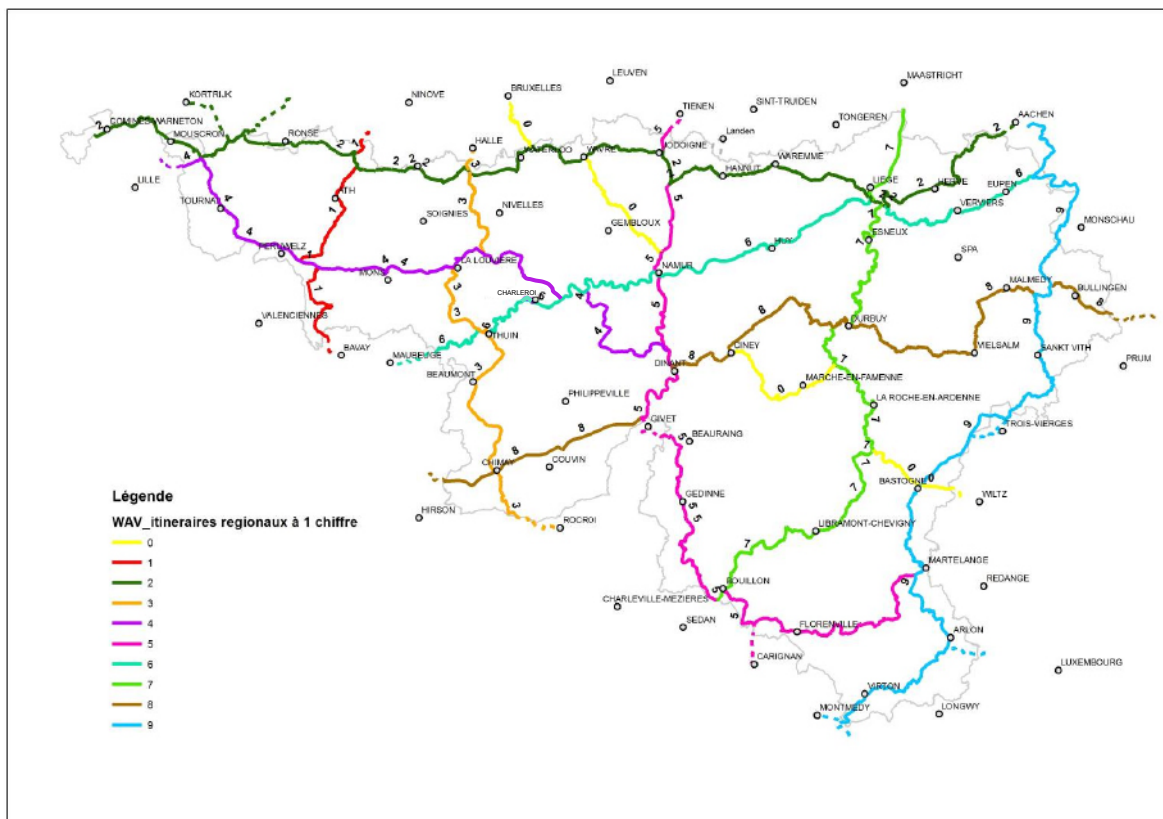 MAASTRICHT
LEUVEN
BRUXELLES
KORTRIJK
NINOVE
SINT-TRUIDEN
TIENEN
TONGEREN
AACHEN
COMINES-WARNETON
MOUSCRON
RONSE
HALLE
WATERLOO
WAVRE
JODOIGNE
Landen
HANNUT
WAREMME
LILLE
ATH
LIEGE
HERVE
EUPEN
TOURNAI
SOIGNIES
NIVELLES
GEMBLOUX
VERVIERS
MONSCHAU
ESNEUX
HUY
SPA
PERUWELZ
MONS
LA LOUVIERE
NAMUR
MALMEDY
BULLINGEN
CHARLEROI
VALENCIENNES
THUIN
DURBUY
BAVAY
MAUBEUGE
CINEY
VIELSALM
SANKT VITH
PRUM
DINANT
BEAUMONT
MARCHE-EN-FAMENNE
PHILIPPEVILLE
LA ROCHE-EN-ARDENNE
GIVET
BEAURAING
TROIS-VIERGES
CHIMAY
COUVIN
BASTOGNE
WILTZ
GEDINNE
HIRSON
ROCROI
LIBRAMONT-CHEVIGNY
MARTELANGE
REDANGE
BOUILLON
CHARLEVILLE-MEZIERES
SEDAN
FLORENVILLE
ARLON
CARIGNAN
LUXEMBOURG
VIRTON
MONTMEDY
LONGWY
Légende
WAV_itineraires regionaux à 1 chiffre
0
1
2
3
4
5
6
7
8
9